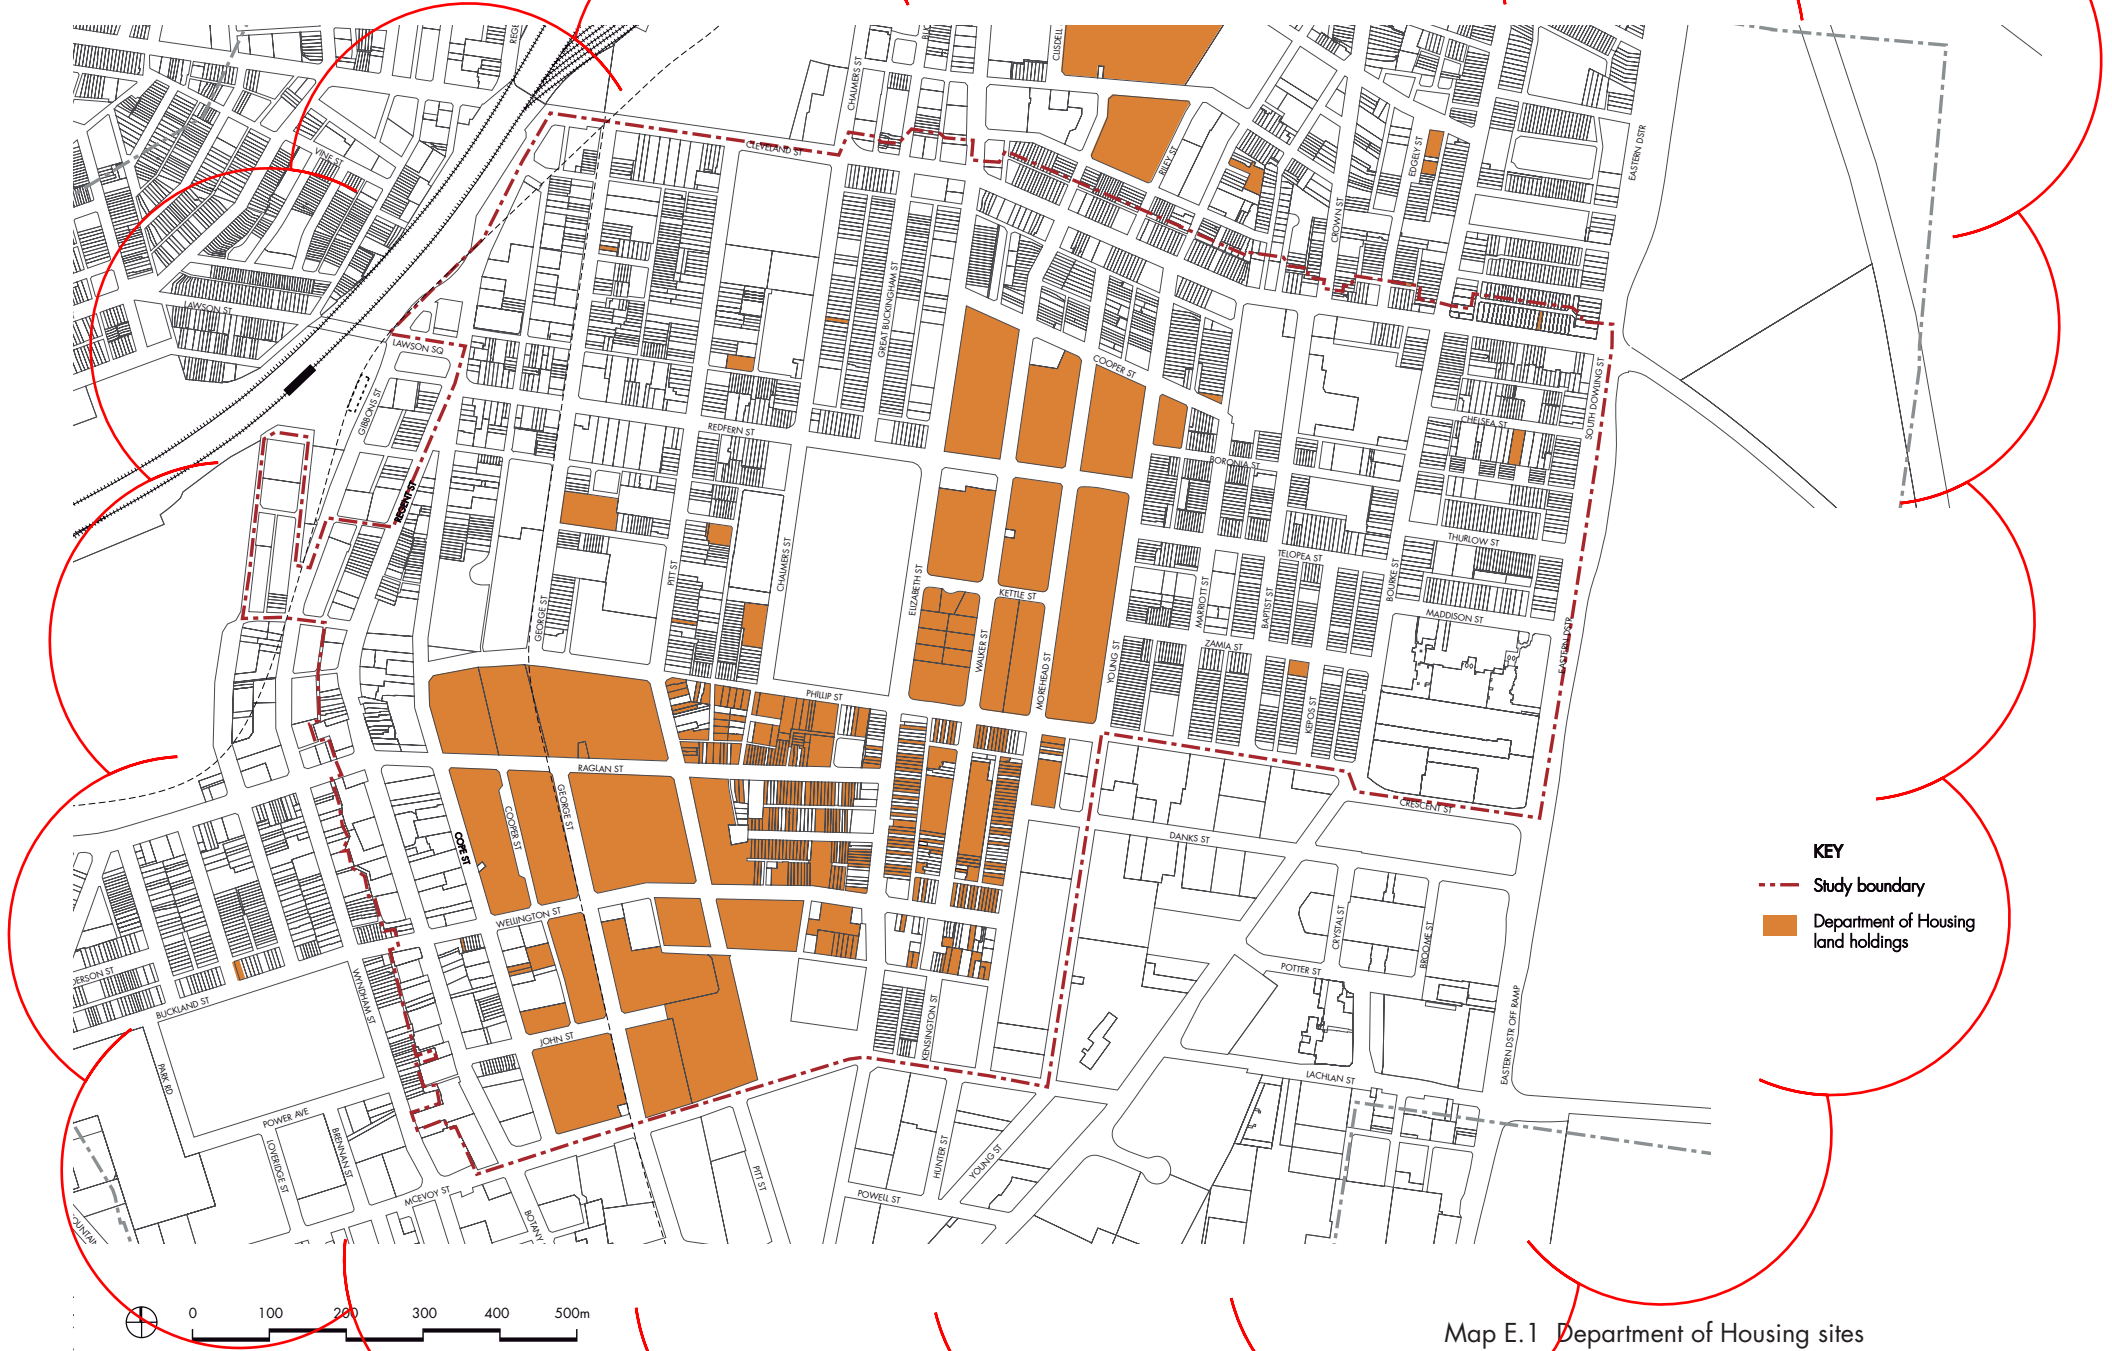 CHALMERS ST
CLEVELAND ST
VINE ST
RILEY ST
EDGELY ST
EASTERN DSTR
CROWN ST
LAWSON ST
LAWSON SQ
GREAT BUCKINGHAM ST
COOPER ST
SOUTH DOWLING ST
GIBBONS ST
CHELSEA ST
REDFERN ST
BORONIA ST
REGENT ST
THURLOW ST
TELOPEA ST
CHALMERS ST
PITT ST
ELIZABETH ST
KETTLE ST
GEORGE ST
MARRIOTT ST
BAPTIST ST
BOURKE ST
MADDISON ST
EASTERN DSTR
WALKER ST
ZAMIA ST
YOUNG ST
MOREHEAD ST
PHILLIP ST
KEPOS ST
RAGLAN ST
GEORGE ST
COOPER ST
COPE ST
CRESCENT ST
DANKS ST
WELLINGTON ST
CRYSTAL ST
BROOME ST
POTTER ST
DERSON ST
BUCKLAND ST
WYNDHAM ST
KENSINGTON ST
EASTERN DSTR OFF RAMP
JOHN ST
PARK RD
LACHLAN ST
POWER AVE
LOVERIDGE ST
BRENNAN ST
HUNTER ST
YOUNG ST
PITT ST
MCEVOY ST
BOTANY
POWELL ST
KEY
Study boundary
Department of Housing
land holdings
0 100 200 300 400 500m
Map E.1 Department of Housing sites